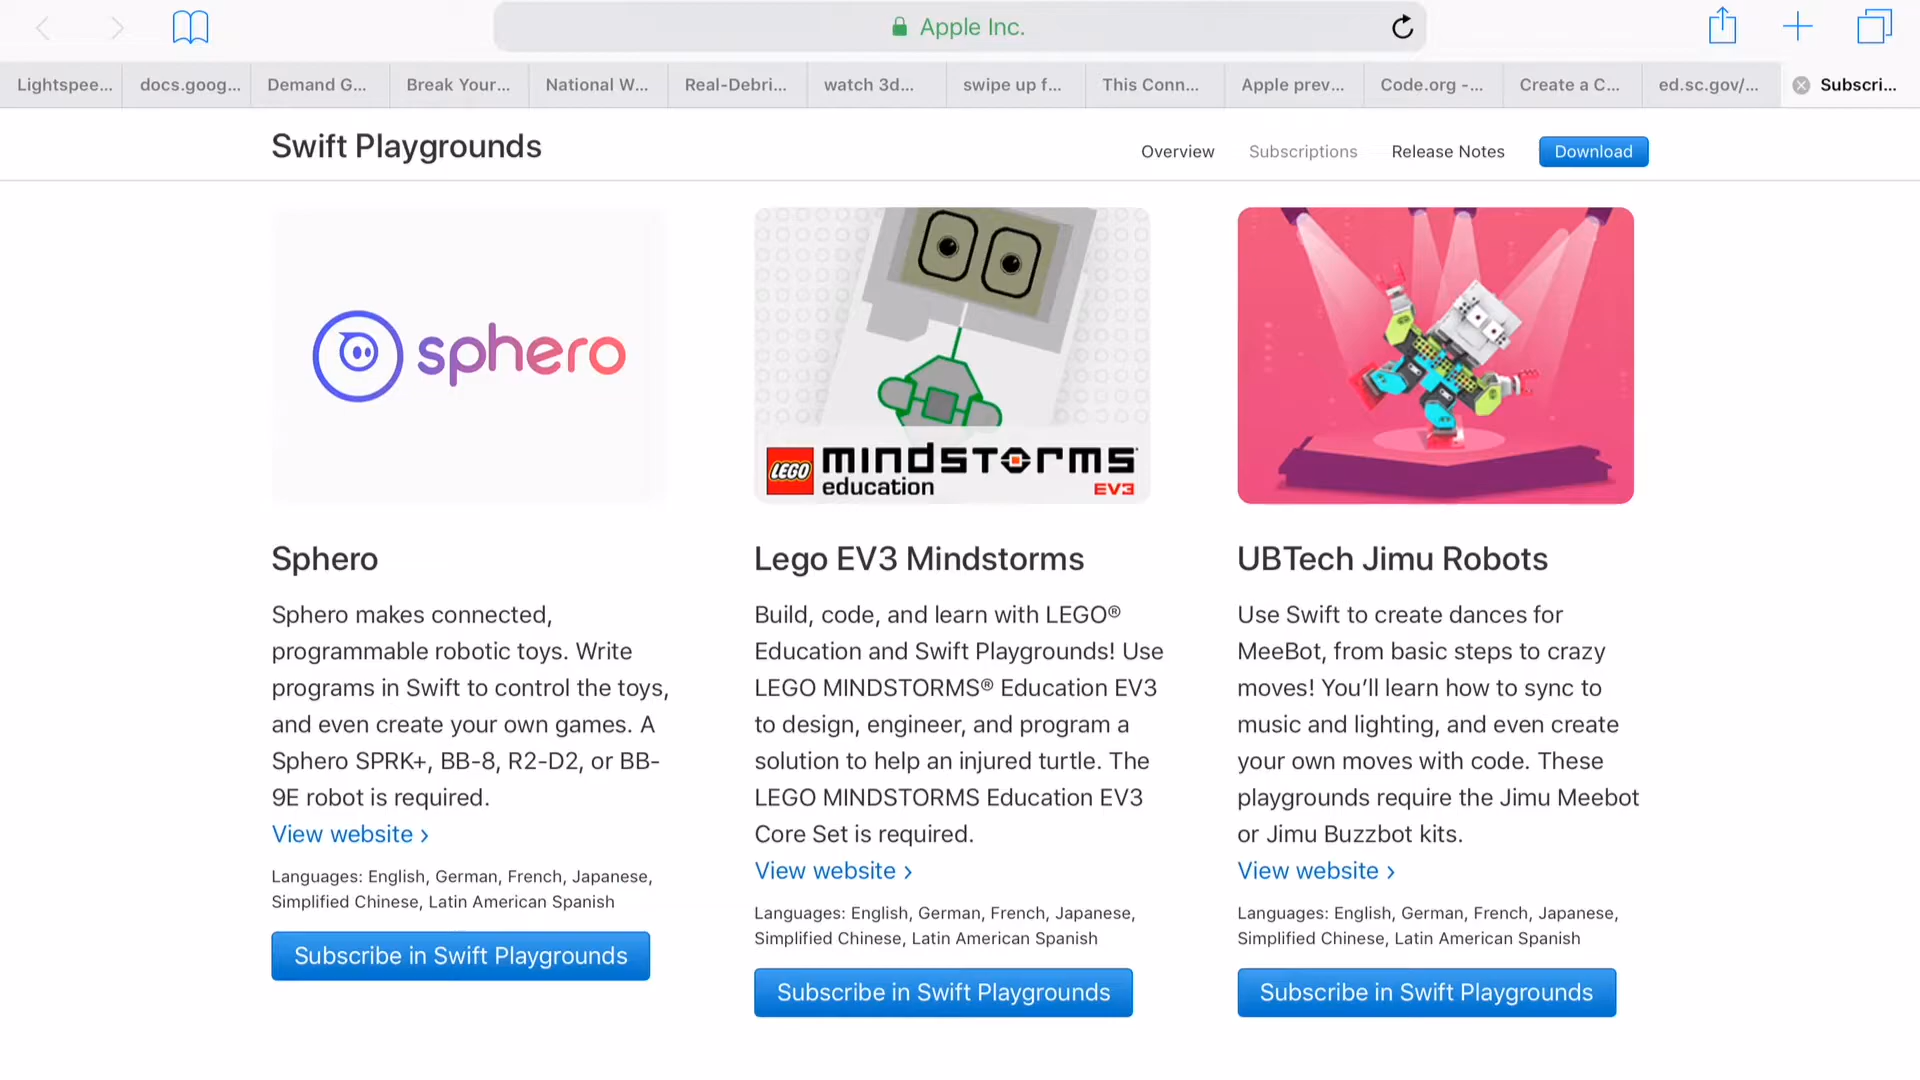 Apple Inc.
Lightspee... docs.goog... Demand G... Break Your... National W... Real-Debri... watch 3d... swipe up f... This Conn... Apple prev... Code.org -... Create a C... ed.sc.gov/... Subscri...
Swift Playgrounds
Overview Subscriptions Release Notes Download
sphero
LEGO mindstorms
education EV3
Sphero
Sphero makes connected,
programmable robotic toys. Write
programs in Swift to control the toys,
and even create your own games. A
Sphero SPRK+, BB-8, R2-D2, or BB-
9E robot is required.
View website ›
Languages: English, German, French, Japanese,
Simplified Chinese, Latin American Spanish
Subscribe in Swift Playgrounds
Lego EV3 Mindstorms
Build, code, and learn with LEGO®
Education and Swift Playgrounds! Use
LEGO MINDSTORMS® Education EV3
to design, engineer, and program a
solution to help an injured turtle. The
LEGO MINDSTORMS Education EV3
Core Set is required.
View website ›
Languages: English, German, French, Japanese,
Simplified Chinese, Latin American Spanish
Subscribe in Swift Playgrounds
UBTech Jimu Robots
Use Swift to create dances for
MeeBot, from basic steps to crazy
moves! You’ll learn how to sync to
music and lighting, and even create
your own moves with code. These
playgrounds require the Jimu Meebot
or Jimu Buzzbot kits.
View website ›
Languages: English, German, French, Japanese,
Simplified Chinese, Latin American Spanish
Subscribe in Swift Playgrounds